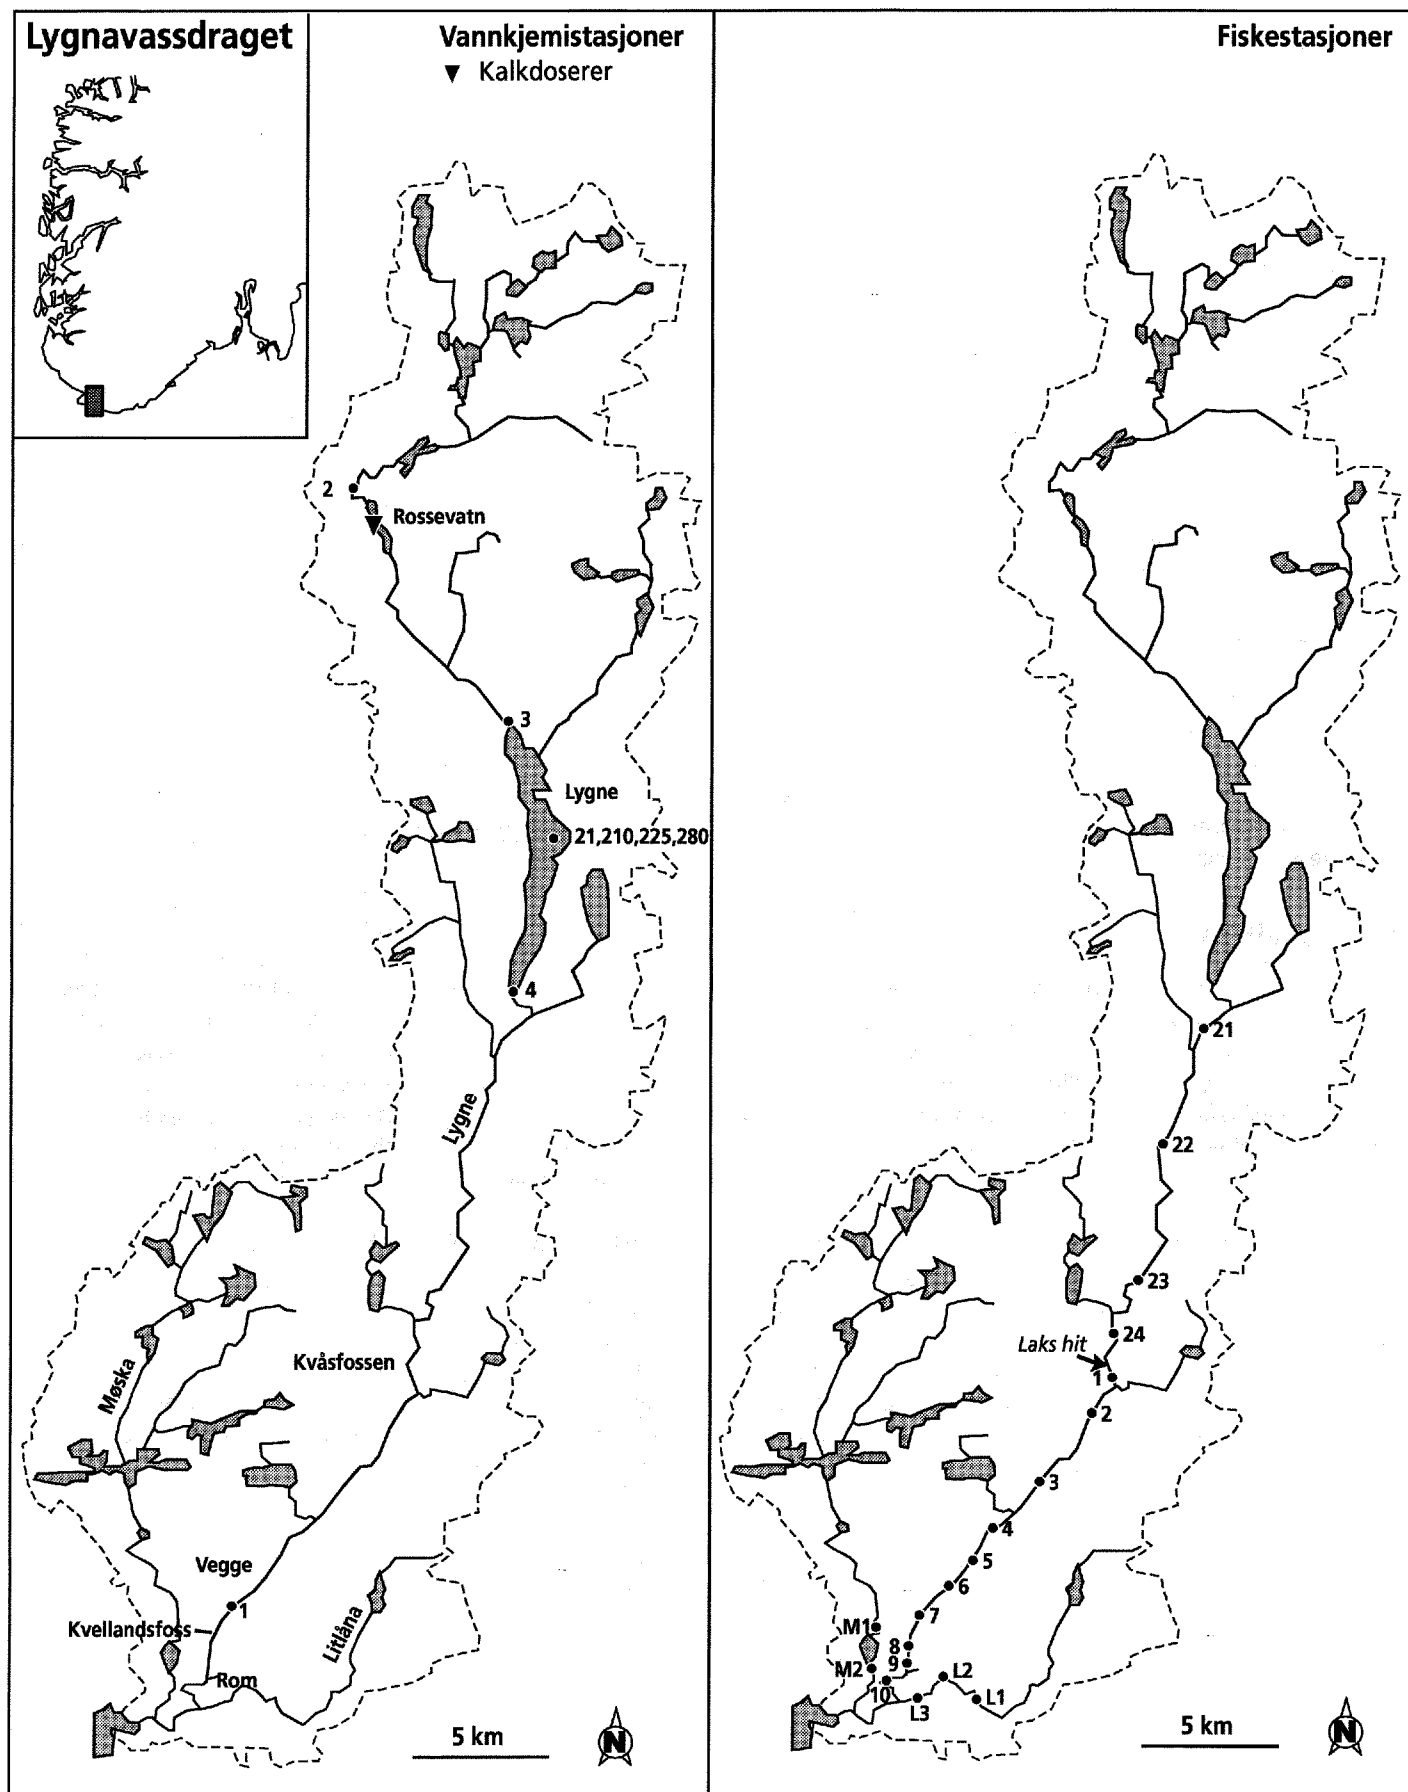 Lygnavassdraget
Vannkjemistasjoner
Kalkdoserer
2
Rossevatn
3
Lygne
21,210,225,280
4
Lygne
Kvåsfossen
Møska
Vegge
1
Kvellandsfoss
Litlåna
Rom
5 km
N
Fiskestasjoner
21
22
23
24
Laks hit
1
2
3
4
5
6
7
M1
8
9
M2
L2
10
L1
L3
5 km
N